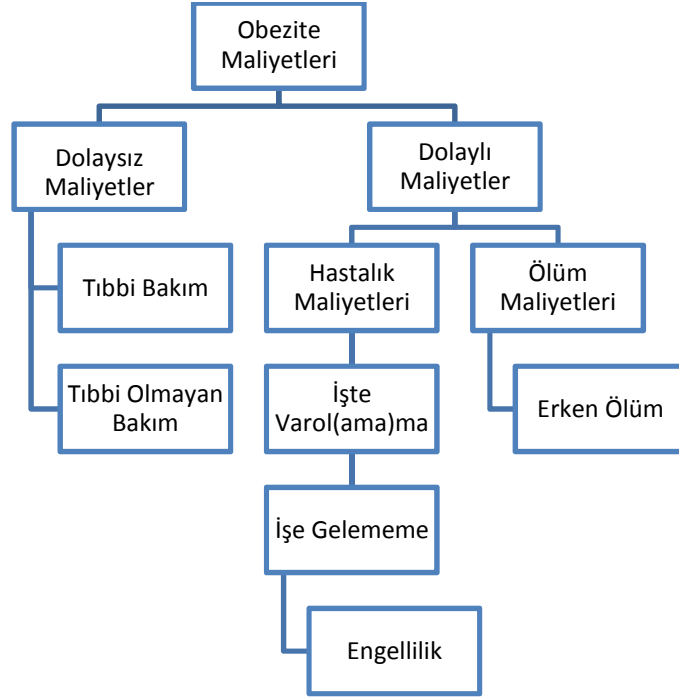 Obezite
Maliyetleri
Dolaysız
Maliyetler
Dolaylı
Maliyetler
Tıbbi Bakım
Hastalık
Maliyetleri
Ölüm
Maliyetleri
Tıbbi Olmayan
Bakım
İşte
Varol(ama)ma
Erken Ölüm
İşe Gelememe
Engellilik